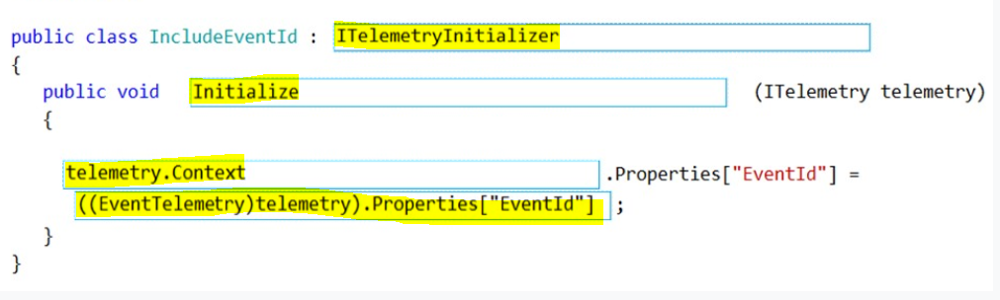 public class IncludeEventId : ITelemetryInitializer
{
public void Initialize (ITelemetry telemetry)
{
telemetry.Context .Properties["EventId"] =
((EventTelemetry)telemetry).Properties["EventId"] ;
}
}